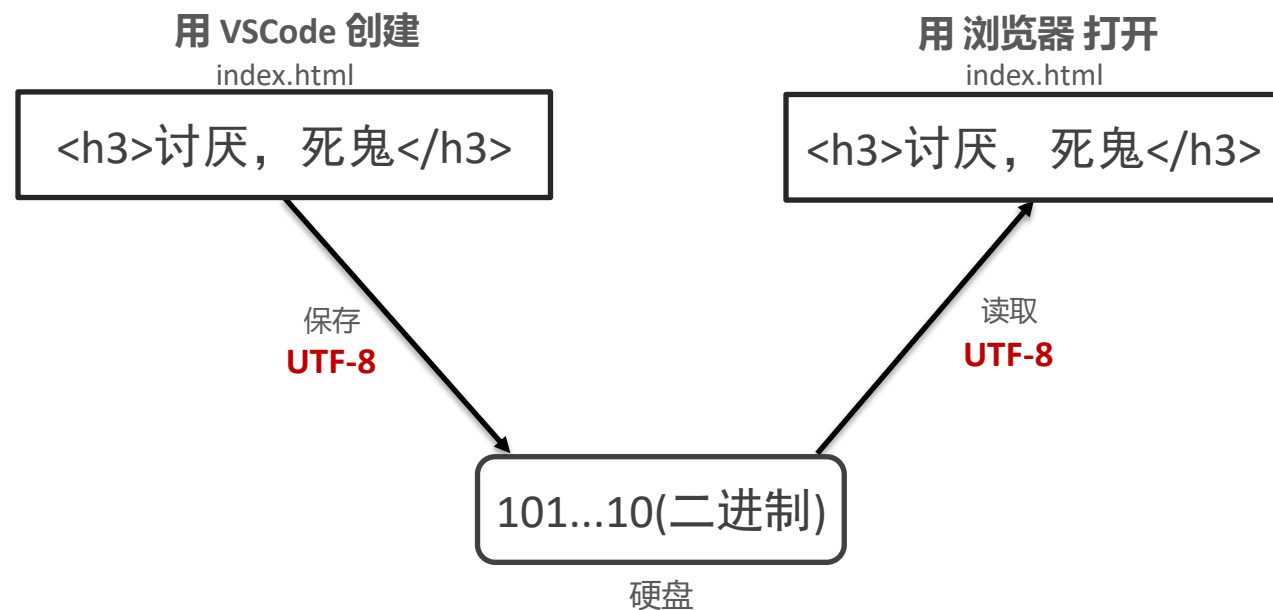 用 VSCode 创建
index.html
<h3>讨厌，死鬼</h3>
保存
UTF-8
用 浏览器 打开
index.html
<h3>讨厌，死鬼</h3>
读取
UTF-8
101...10(二进制)
硬盘